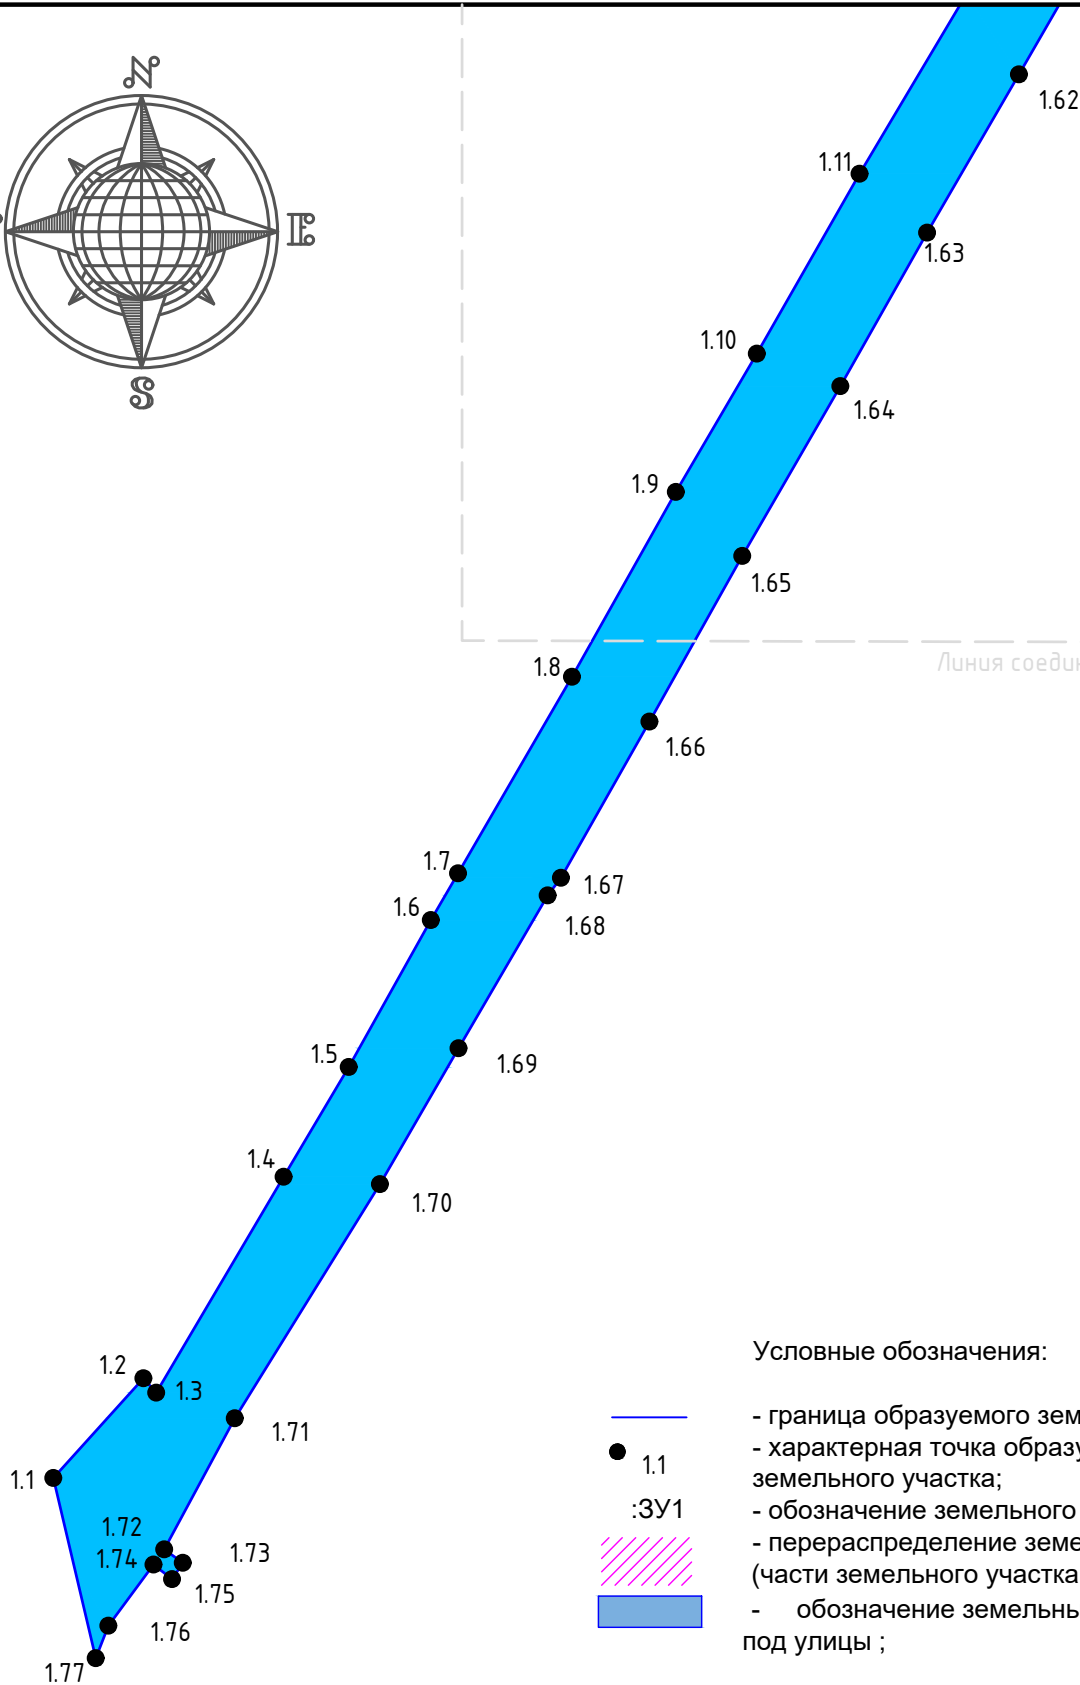 N
1.62
1.11
E
1.63
1.10
S
1.64
1.9
1.65
1.8
1.66
1.7
1.67
1.6
1.68
1.5
1.69
1.4
1.70
1.2
1.3
1.71
1.1
1.72
1.73
1.74
1.75
1.76
1.77
Линия соедин
Условные обозначения:
- граница образуемого зем
1.1
- характерная точка образу
земельного участка;
:ЗУ1
- обозначение земельного
- перераспределение земе
(части земельного участка
- обозначение земельны
под улицы ;